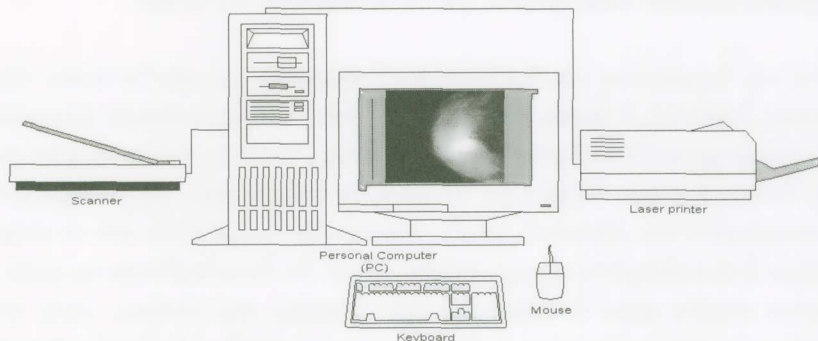 Scanner
Personal Computer
(PC)
Laser printer
Mouse
Keyboard